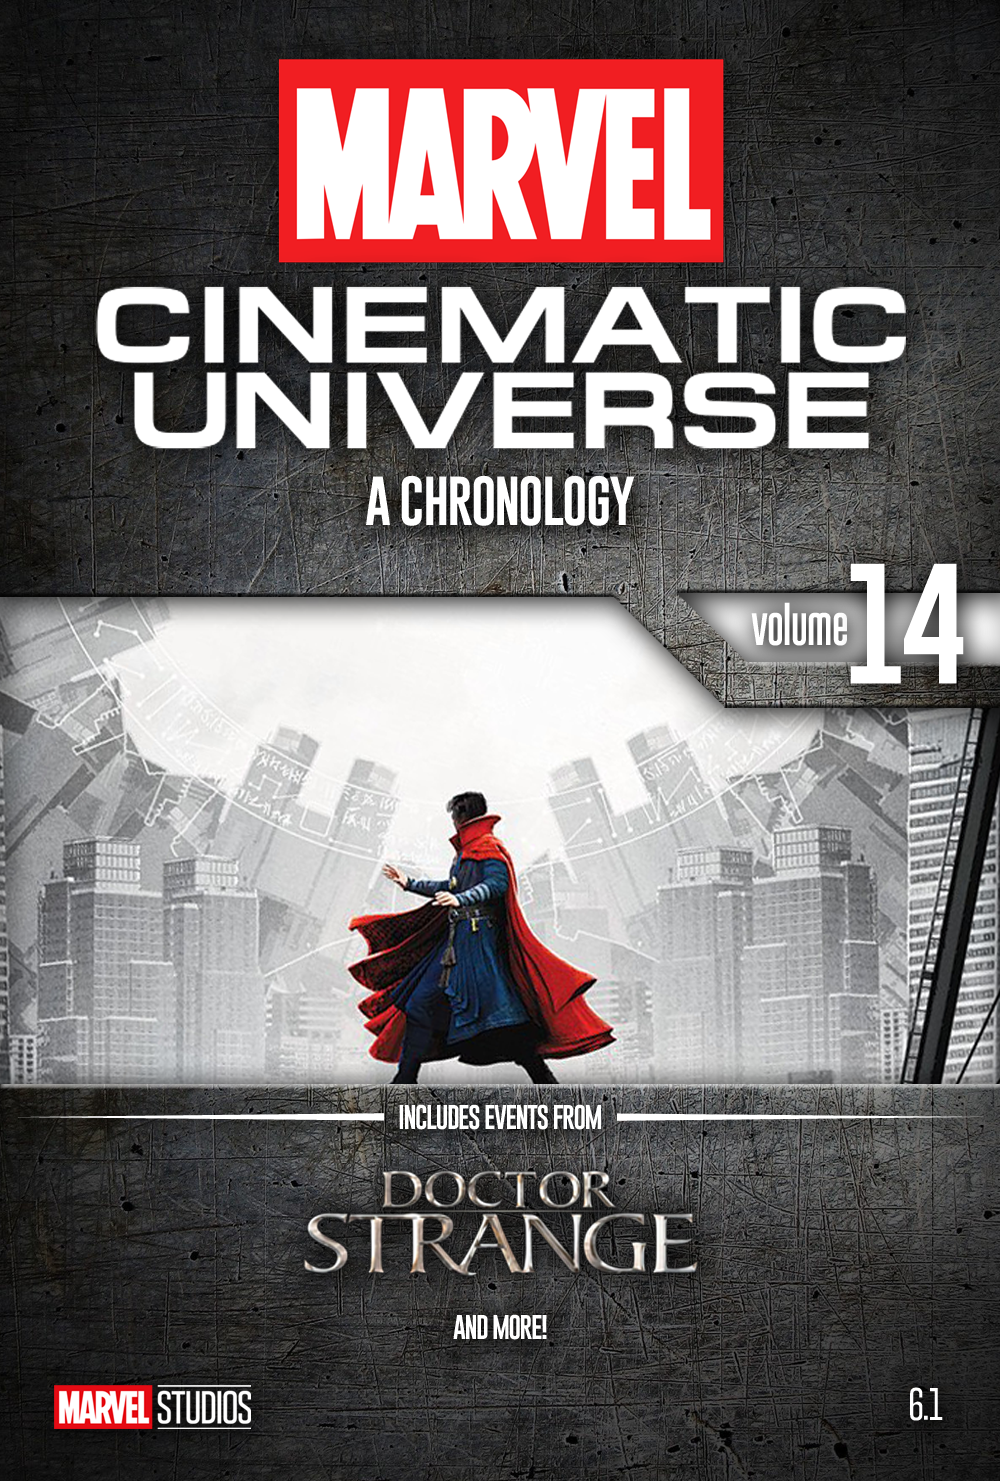 MARVEL
CINEMATIC
UNIVERSE
A CHRONOLOGY
volume 14
INCLUDES EVENTS FROM
DOCTOR
STRANGE
AND MORE!
MARVEL STUDIOS
6.1